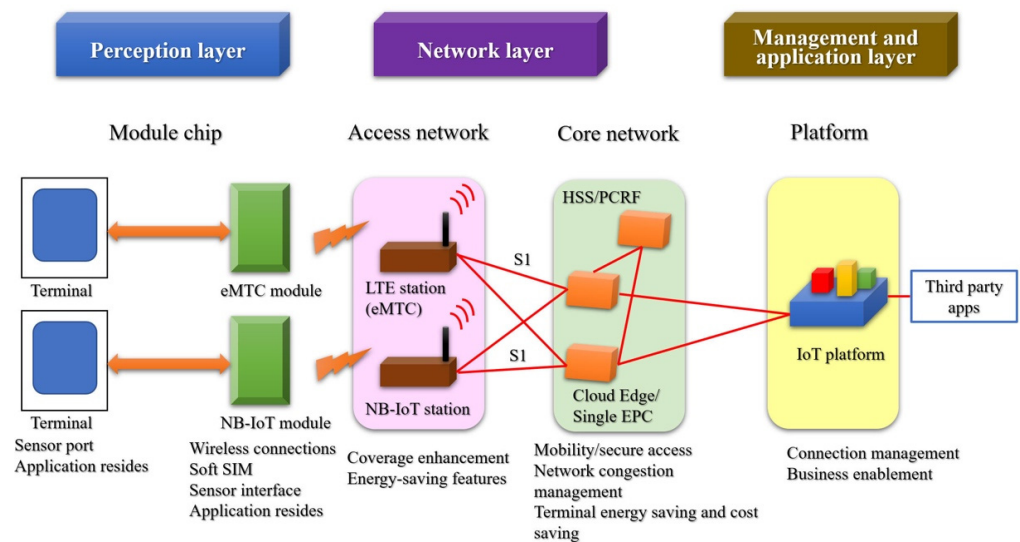 Perception layer
Network layer
Management and
application layer
Module chip
Access network
Core network
Platform
HSS/PCRF
S1
Terminal
eMTC module
LTE station
(eMTC)
Third party
apps
S1
IoT platform
Terminal
NB-IoT module
NB-IoT station
Cloud Edge/
Single EPC
Sensor port
Application resides
Wireless connections
Soft SIM
Sensor interface
Application resides
Coverage enhancement
Energy-saving features
Mobility/secure access
Network congestion
management
Terminal energy saving and cost
saving
Connection management
Business enablement